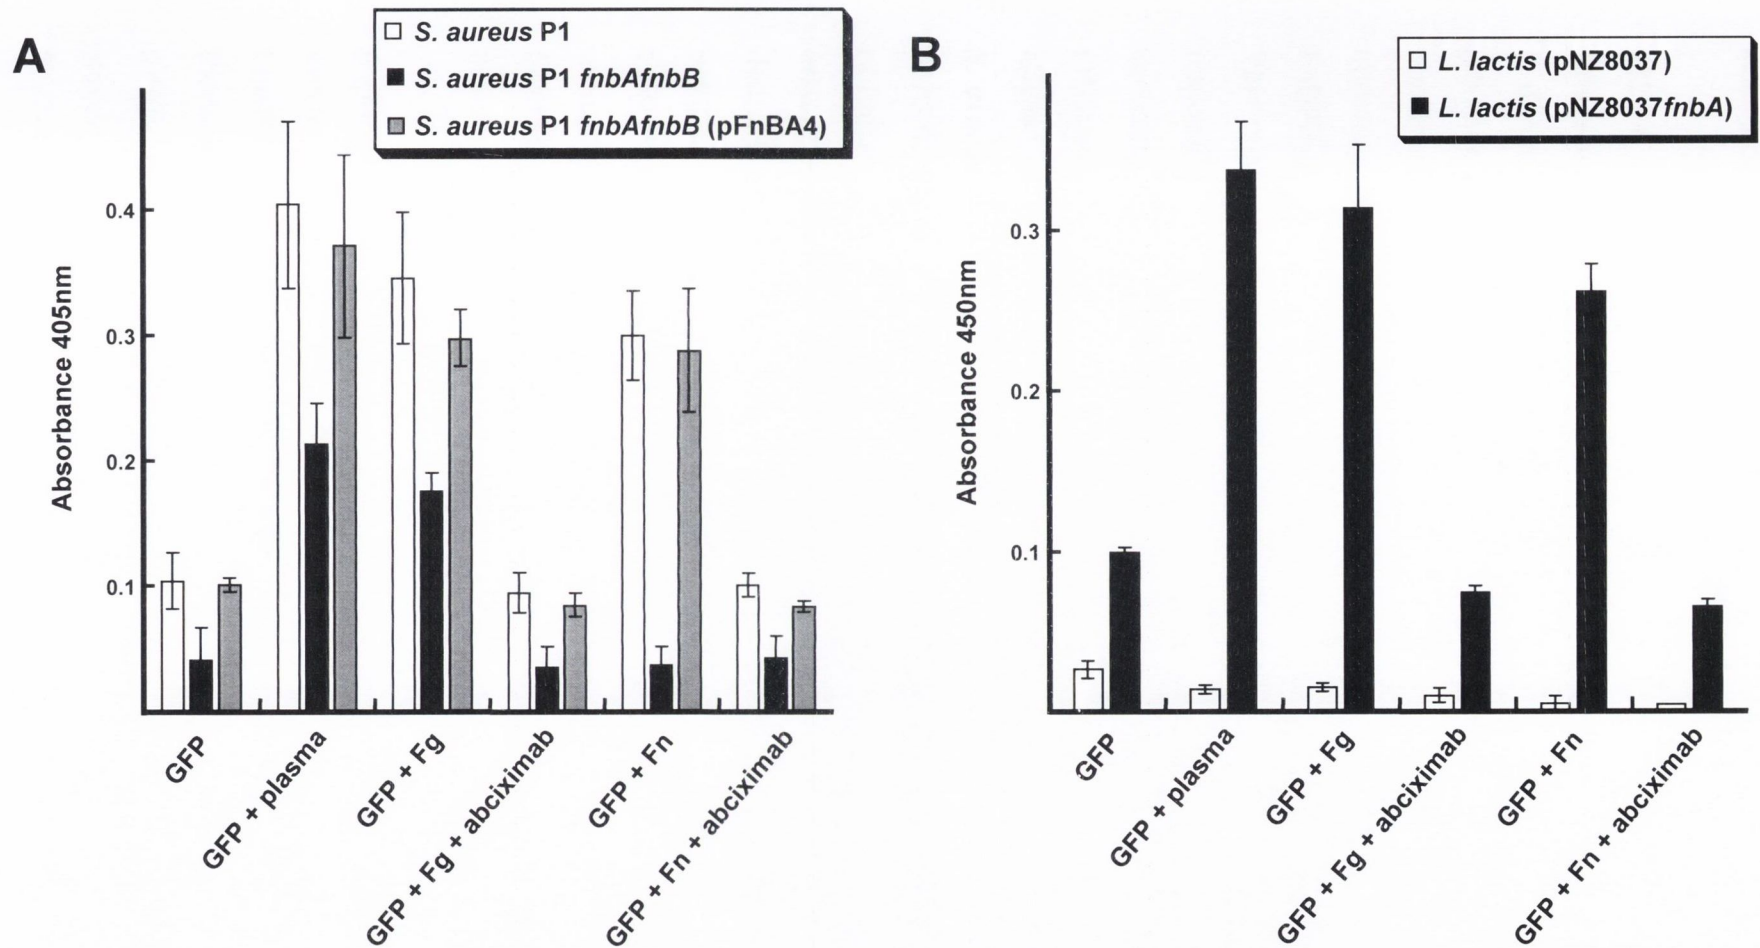 A
S. aureus P1
S. aureus P1 fnbAfnbB
S. aureus P1 fnbAfnbB (pFnBA4)
Absorbance 405nm
0.4
0.3
0.2
0.1
GFP
GFP + plasma
GFP + Fg
GFP + Fg + abciximab
GFP + Fn
GFP + Fn + abciximab
B
L. lactis (pNZ8037)
L. lactis (pNZ8037fnbA)
Absorbance 450nm
0.3
0.2
0.1
GFP
GFP + plasma
GFP + Fg
GFP + Fg + abciximab
GFP + Fn
GFP + Fn + abciximab